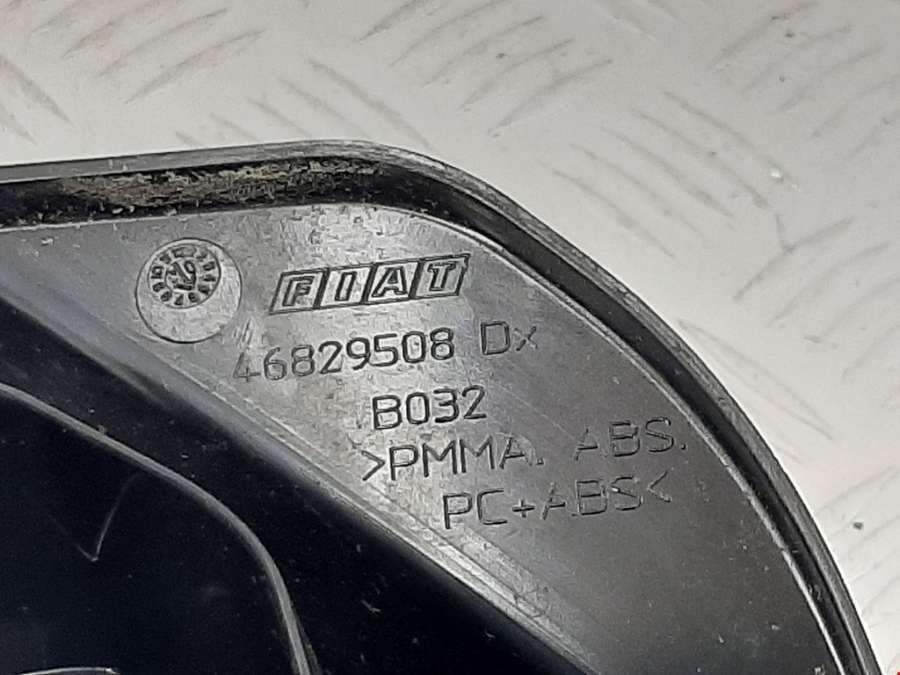 FIAT
46829508 Dx
B032
>PMMA. ABS.
PC+ABS<